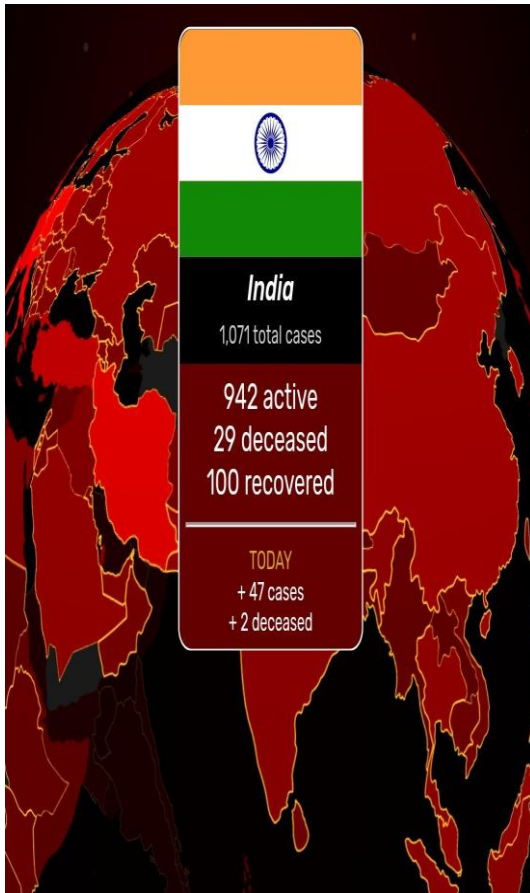 India
1,071 total cases
942 active
29 deceased
100 recovered
TODAY
+ 47 cases
+ 2 deceased